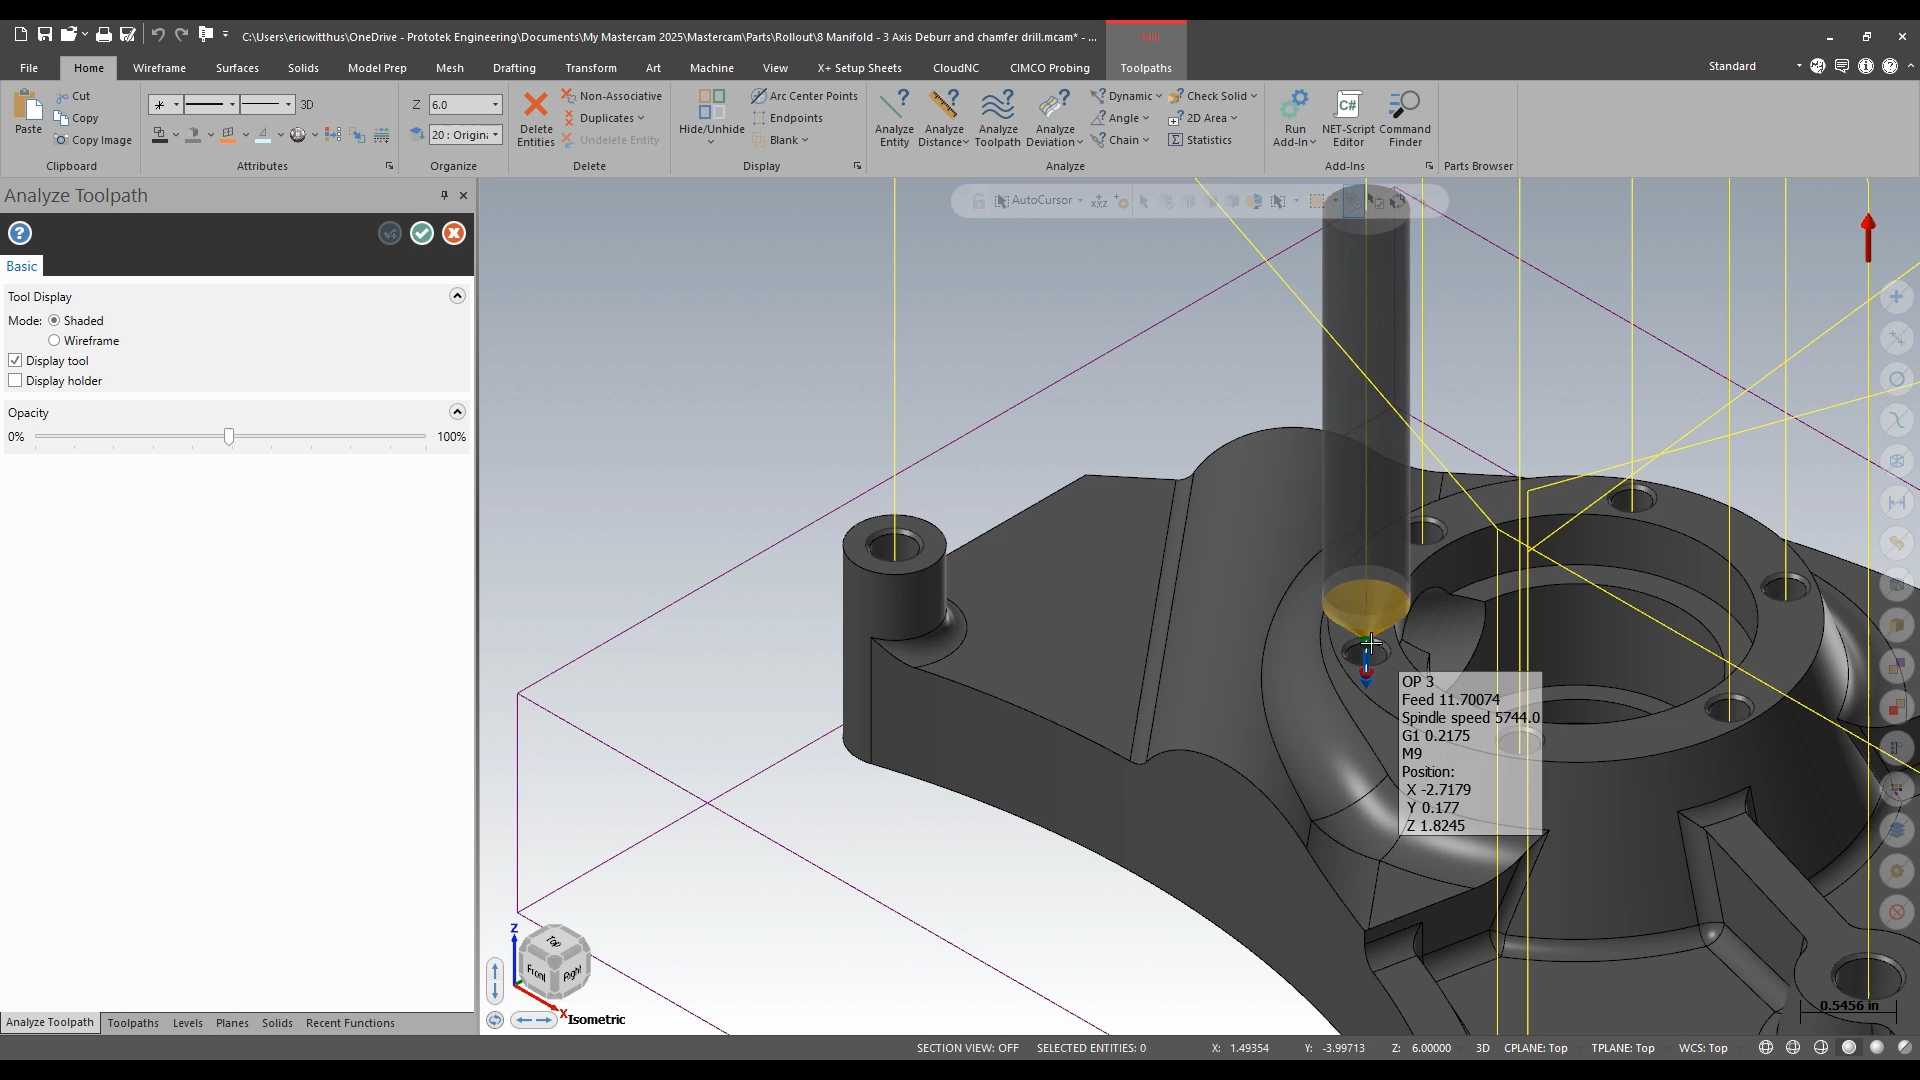 C:\Users\ericwitthus\OneDrive - Prototek Engineering\Documents\My Mastercam 2025\Mastercam\Parts\Rollout\8 Manifold - 3 Axis Deburr and chamfer drill.mcam* - ...
Mill
File Home Wireframe Surfaces Solids Model Prep Mesh Drafting Transform Art Machine View X+ Setup Sheets CloudNC CIMCO Probing Toolpaths
Standard
Paste
Cut
Copy
Copy Image
Clipboard
3D
Attributes
Z 6.0
20 : Origin:
Organize
Delete Entities
Non-Associative
Duplicates
Undelete Entity
Delete
Hide/Unhide
Arc Center Points
Endpoints
Blank
Display
Analyze Entity
Analyze Distance
Analyze Toolpath
Analyze Deviation
Dynamic
Angle
Chain
Check Solid
2D Area
Statistics
Analyze
Run Add-In
C#
NET-Script Editor
Command Finder
Add-Ins
Parts Browser
Analyze Toolpath
Basic
Tool Display
Mode: Shaded
Wireframe
Display tool
Display holder
Opacity
0% 100%
AutoCursor
OP 3
Feed 11.70074
Spindle speed 5744.0
G1 0.2175
M9
Position:
X -2.7179
Y 0.177
Z 1.8245
Z
Top
Front
Right
X
Isometric
0.5456 in
Analyze Toolpath Toolpaths Levels Planes Solids Recent Functions
SECTION VIEW: OFF SELECTED ENTITIES: 0 X: 1.49354 Y: -3.99713 Z: 6.00000 3D CPLANE: Top TPLANE: Top WCS: Top